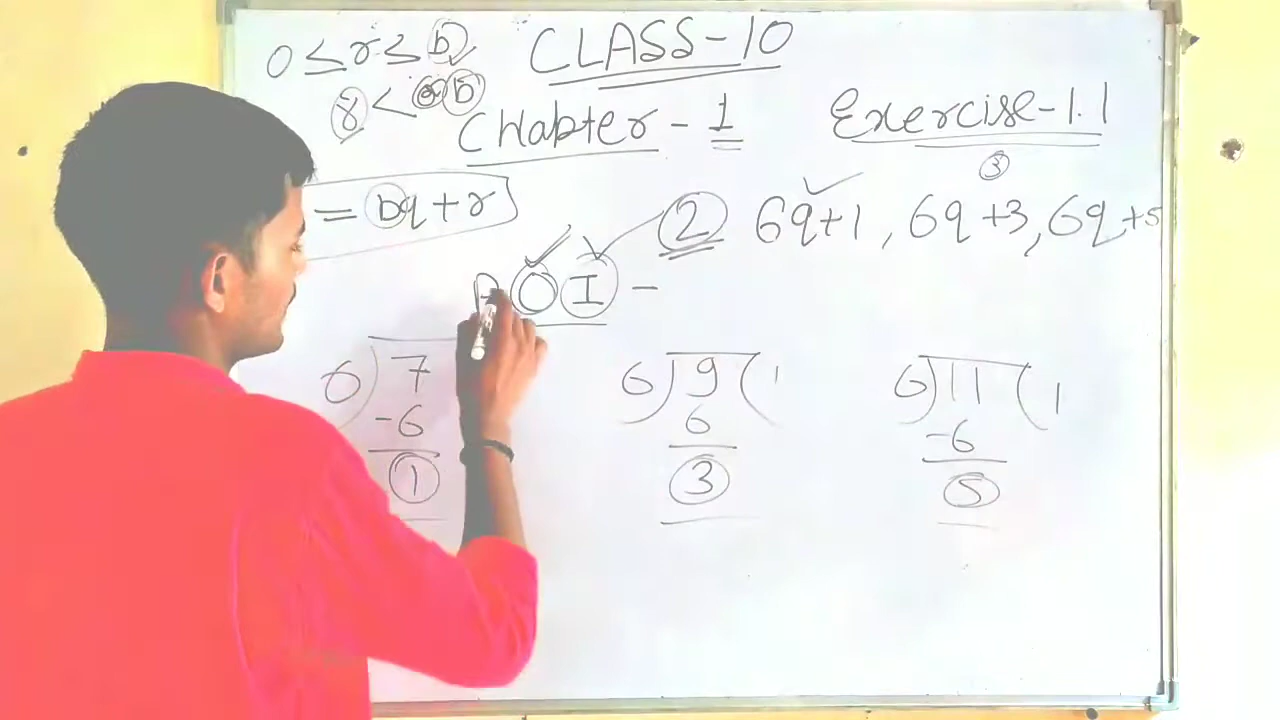 0 ≤ r ≤ b CLASS-10
r < b
Chapter - 1 Exercise-1.1
3
= bq + r
2 6q+1, 6q+3, 6q+5
P O I -
6) 7
-6
1
6) 9 ( 1
6
3
6) 11 ( 1
-6
5